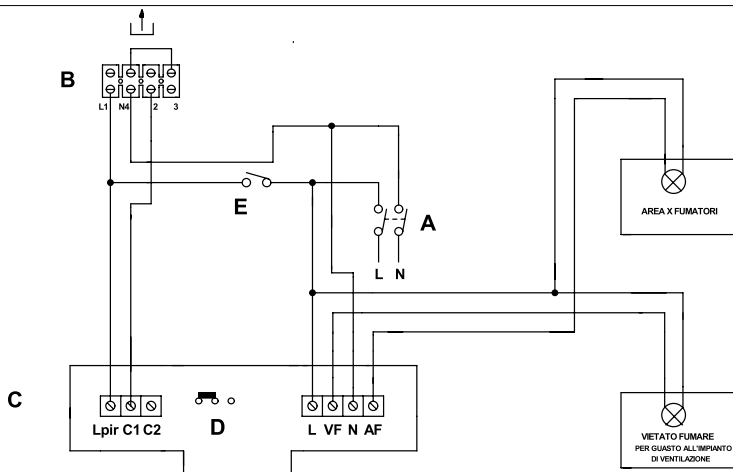 B
L1 N4 2 3
E
A
L N
AREA X FUMATORI
C
Lpir C1 C2
D
L VF N AF
VIETATO FUMARE
PER GUASTO ALL'IMPIANTO
DI VENTILAZIONE